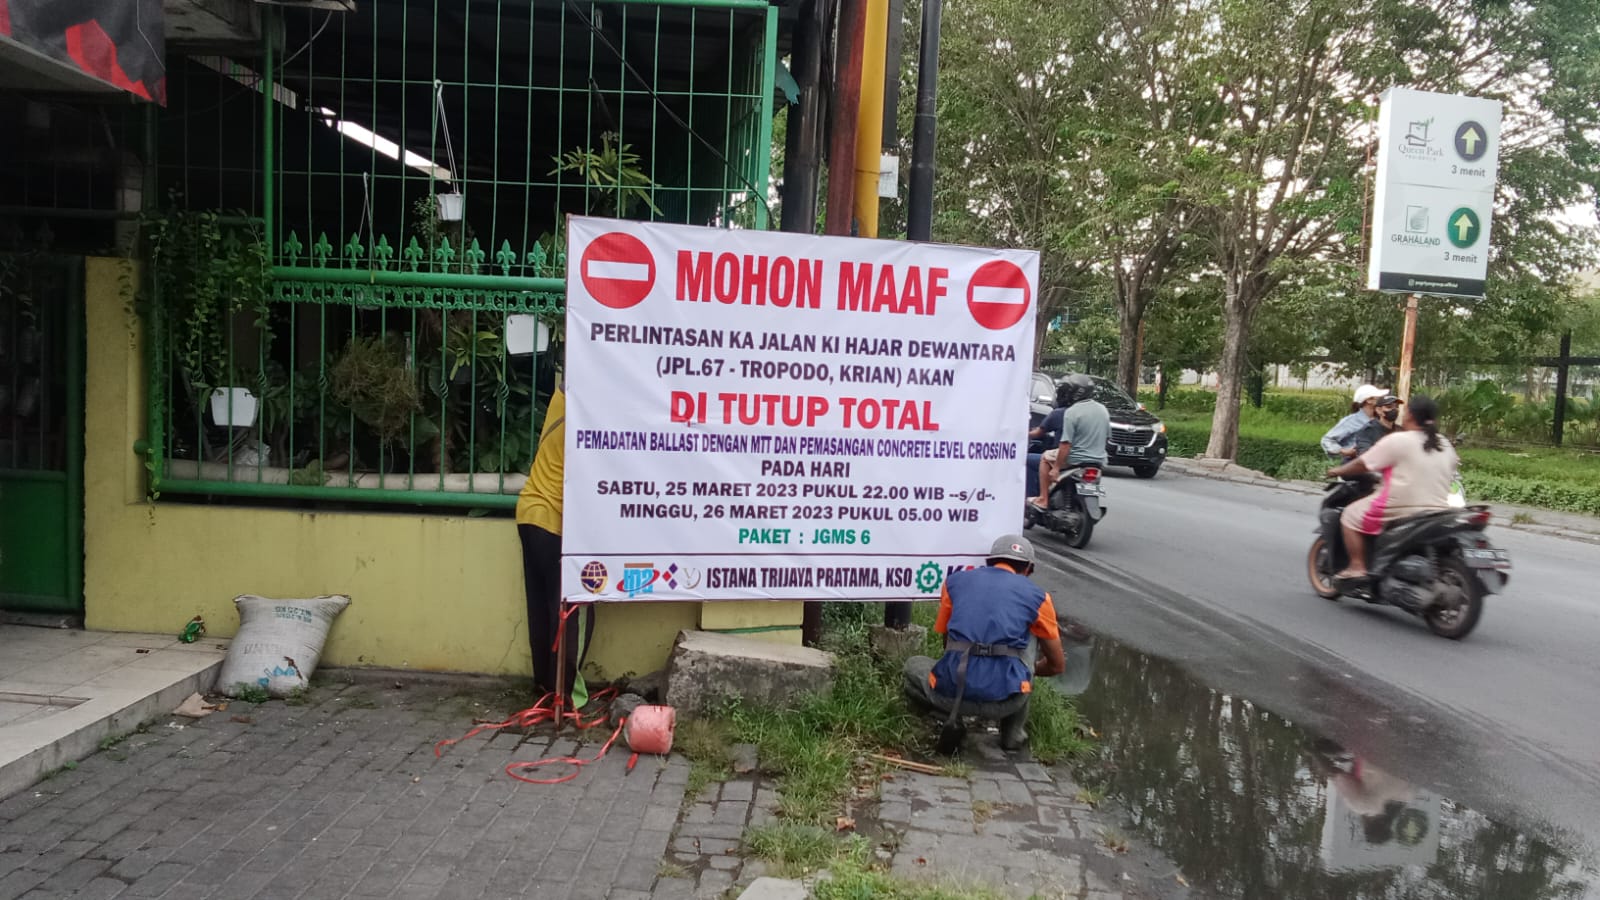 MOHON MAAF
PERLINTASAN KA JALAN KI HAJAR DEWANTARA
(JPL.67 - TROPODO, KRIAN) AKAN
DI TUTUP TOTAL
PEMADATAN BALLAST DENGAN MTT DAN PEMASANGAN CONCRETE LEVEL CROSSING
PADA HARI
SABTU, 25 MARET 2023 PUKUL 22.00 WIB --s/d-.
MINGGU, 26 MARET 2023 PUKUL 05.00 WIB
PAKET : JGMS 6
ISTANA TRIJAYA PRATAMA, KSO
Queen Park
3 menit
GRAHALAND
3 menit